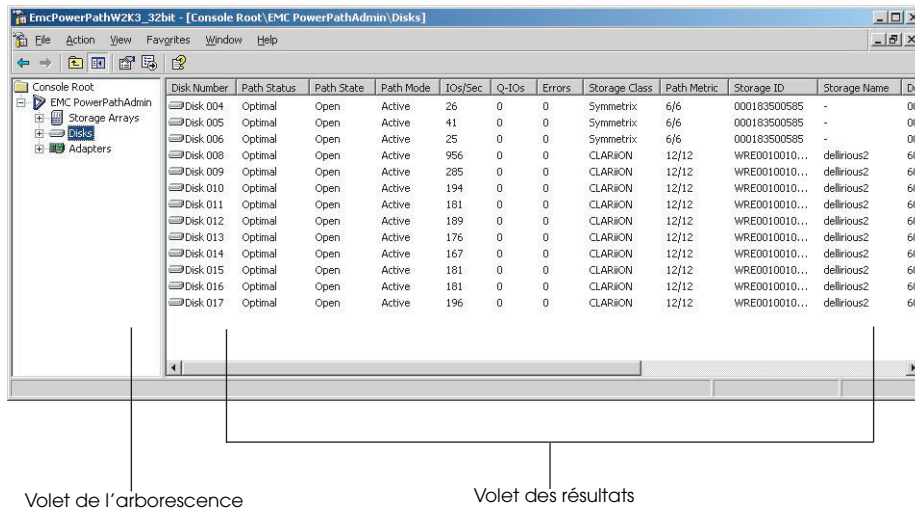 EmcPowerPathW2K3_32bit - [Console Root\EMC PowerPathAdmin\Disks]
File Action View Favorites Window Help
Console Root
EMC PowerPathAdmin
Storage Arrays
Disks
Adapters
Disk Number Path Status Path State Path Mode IOs/Sec Q-IOs Errors Storage Class Path Metric Storage ID Storage Name
Disk 004 Optimal Open Active 26 0 0 Symmetrix 6/6 000183500585 -
Disk 005 Optimal Open Active 41 0 0 Symmetrix 6/6 000183500585 -
Disk 006 Optimal Open Active 25 0 0 Symmetrix 6/6 000183500585 -
Disk 008 Optimal Open Active 956 0 0 CLARiiON 12/12 WRE0010010... dellirious2
Disk 009 Optimal Open Active 285 0 0 CLARiiON 12/12 WRE0010010... dellirious2
Disk 010 Optimal Open Active 194 0 0 CLARiiON 12/12 WRE0010010... dellirious2
Disk 011 Optimal Open Active 181 0 0 CLARiiON 12/12 WRE0010010... dellirious2
Disk 012 Optimal Open Active 189 0 0 CLARiiON 12/12 WRE0010010... dellirious2
Disk 013 Optimal Open Active 176 0 0 CLARiiON 12/12 WRE0010010... dellirious2
Disk 014 Optimal Open Active 167 0 0 CLARiiON 12/12 WRE0010010... dellirious2
Disk 015 Optimal Open Active 181 0 0 CLARiiON 12/12 WRE0010010... dellirious2
Disk 016 Optimal Open Active 181 0 0 CLARiiON 12/12 WRE0010010... dellirious2
Disk 017 Optimal Open Active 196 0 0 CLARiiON 12/12 WRE0010010... dellirious2
Volet de l'arborescence
Volet des résultats